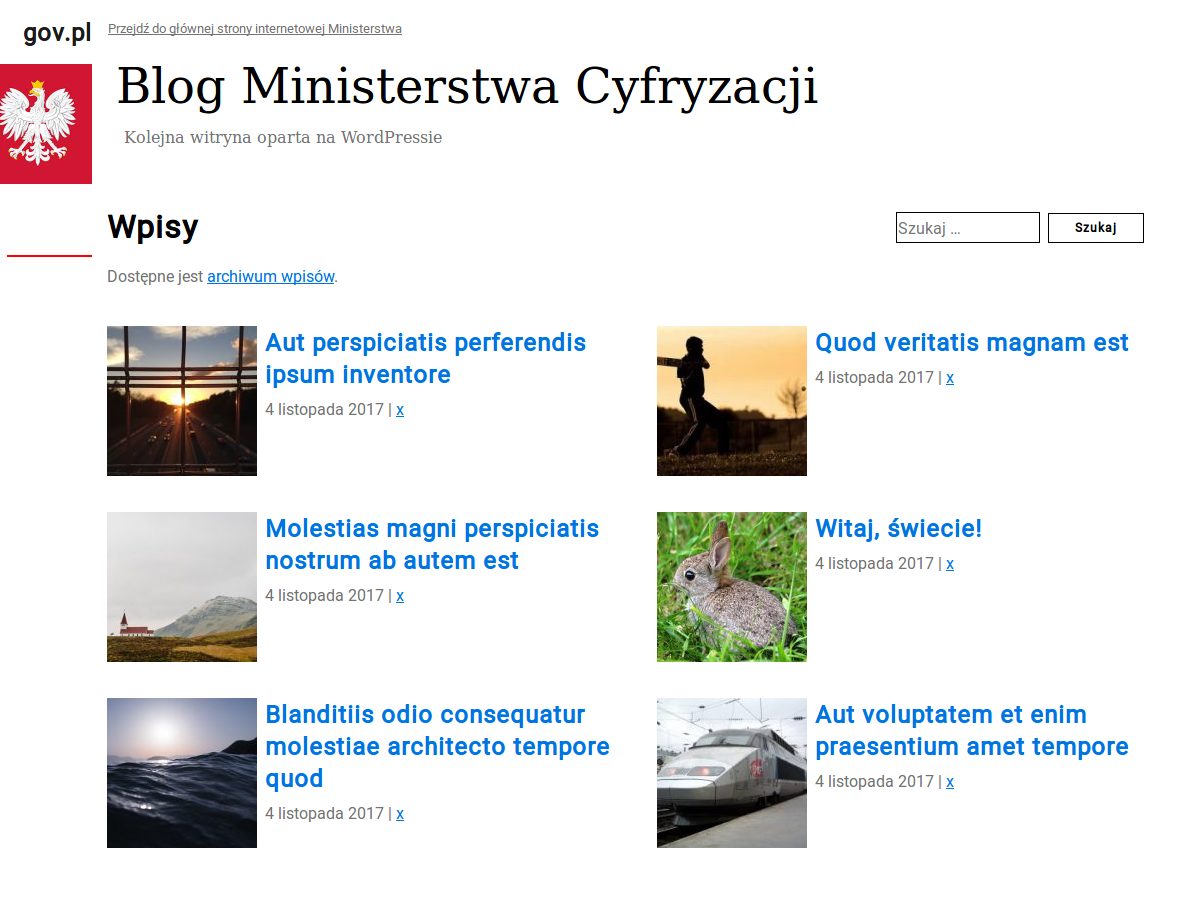 gov.pl
Przejdź do głównej strony internetowej Ministerstwa
Blog Ministerstwa Cyfryzacji
Kolejna witryna oparta na WordPressie
Wpisy
Szukaj …
Szukaj
Dostępne jest archiwum wpisów.
Aut perspiciatis perferendis
ipsum inventore
4 listopada 2017 | x
Quod veritatis magnam est
4 listopada 2017 | x
Molestias magni perspiciatis
nostrum ab autem est
4 listopada 2017 | x
Witaj, świecie!
4 listopada 2017 | x
Blanditiis odio consequatur
molestiae architecto tempore
quod
4 listopada 2017 | x
Aut voluptatem et enim
praesentium amet tempore
4 listopada 2017 | x